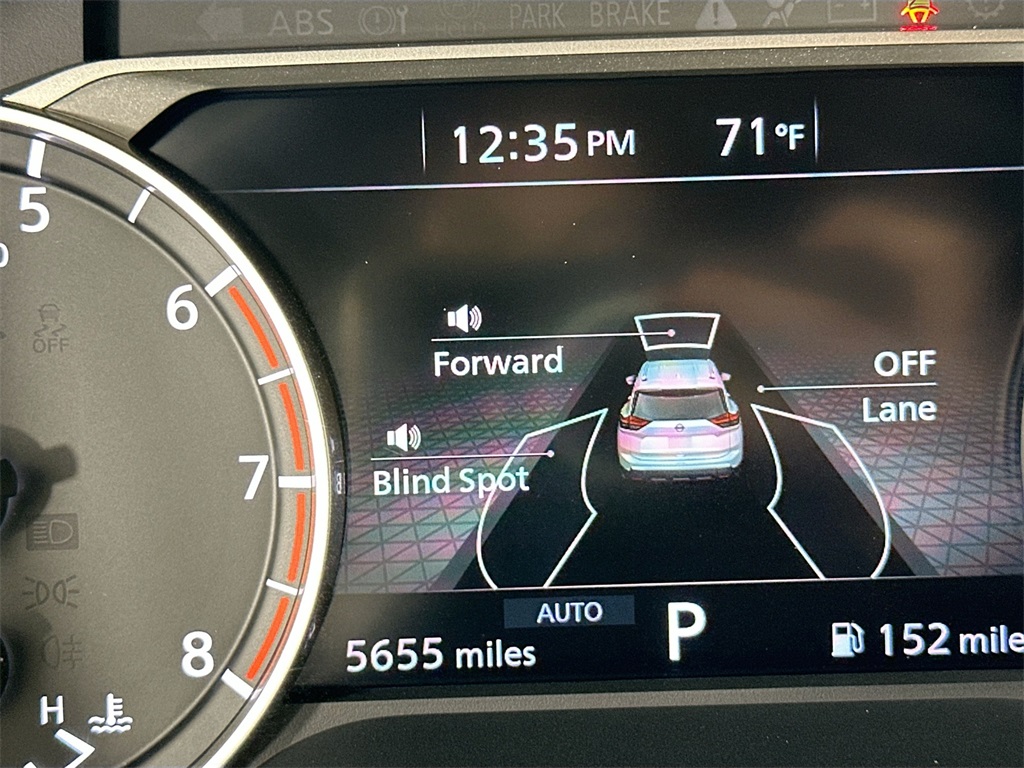 ABS
PARK BRAKE
12:35 PM
71°F
5
6
7
8
OFF
Forward
OFF
Lane
Blind Spot
AUTO
5655 miles
P
152 mile
H